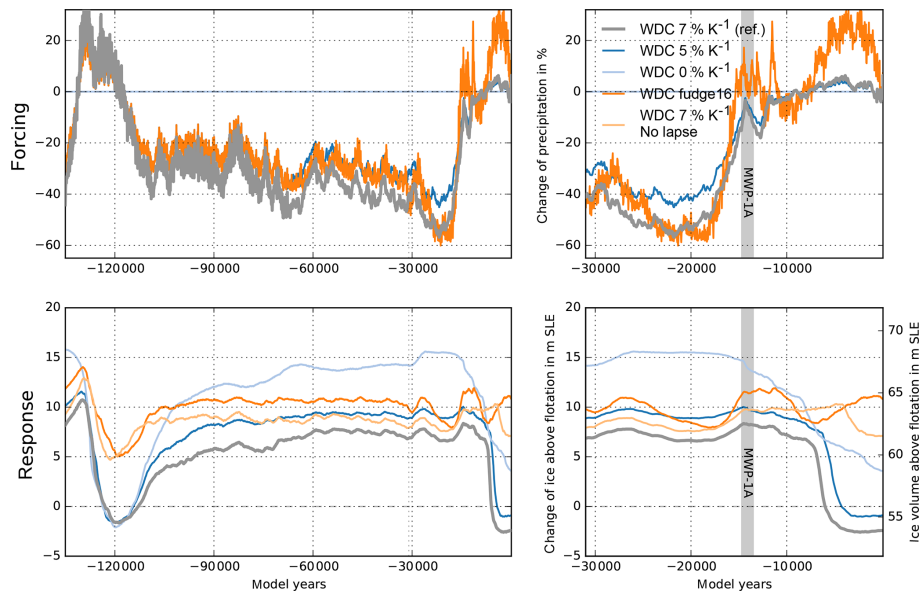 Forcing
20
0
−20
−40
−60
−120000
−90000
−60000
−30000
Change of precipitation in %
20
0
−20
−40
−60
WDC 7 % K⁻¹ (ref.)
WDC 5 % K⁻¹
WDC 0 % K⁻¹
WDC fudge16
WDC 7 % K⁻¹
No lapse
MWP-1A
−30000
−20000
−10000
Response
20
15
10
5
0
−5
−120000
−90000
−60000
−30000
Model years
Change of ice above flotation in m SLE
20
15
10
5
0
−5
MWP-1A
−30000
−20000
−10000
Model years
70
65
60
55
Ice volume above flotation in m SLE